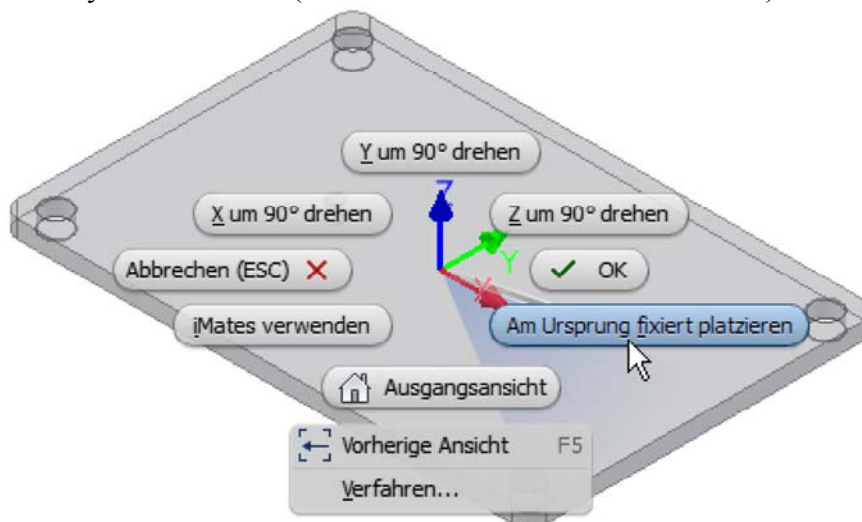 Y um 90° drehen
Z
X um 90° drehen
Z um 90° drehen
Y
Abbrechen (ESC)
OK
X
iMates verwenden
Am Ursprung fixiert platzieren
Ausgangsansicht
Vorherige Ansicht F5
Verfahren...